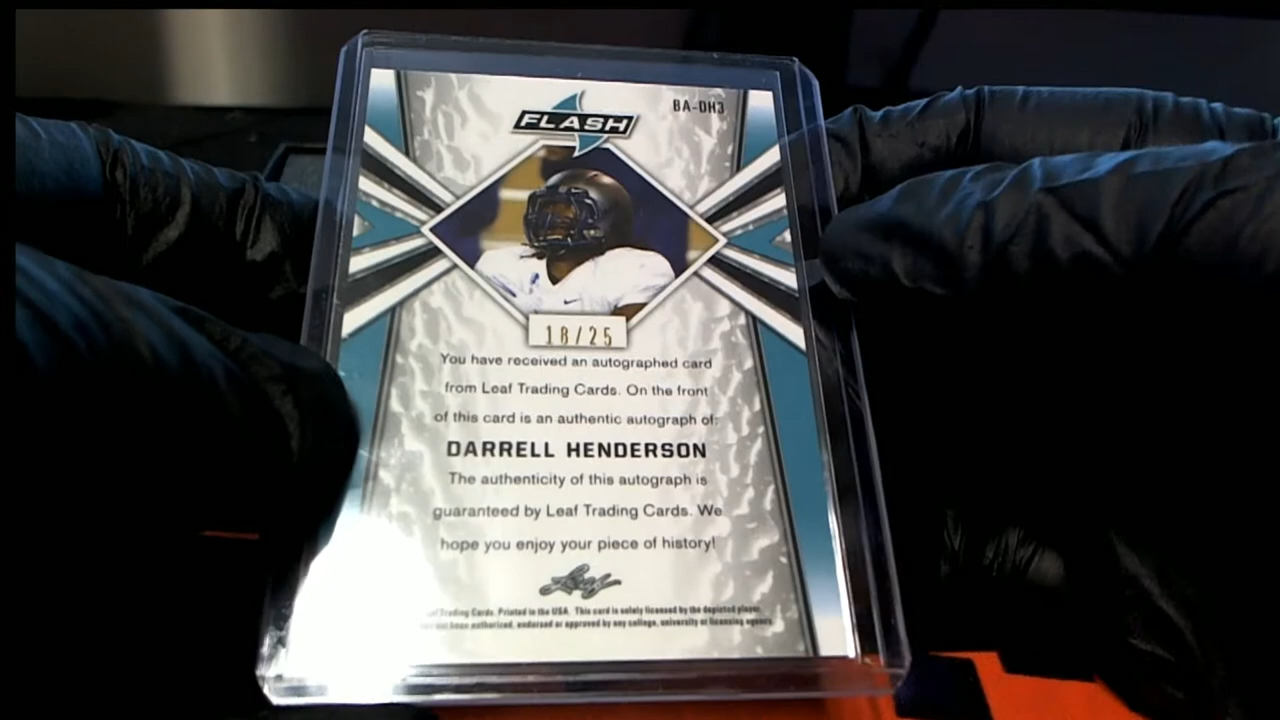 BA-DH3
FLASH
18/25
You have received an autographed card
from Leaf Trading Cards. On the front
of this card is an authentic autograph of:
DARRELL HENDERSON
The authenticity of this autograph is
guaranteed by Leaf Trading Cards. We
hope you enjoy your piece of history!
Leaf
Trading Cards. Printed in the USA. This card is solely licensed by the depicted player.
been authorized, endorsed or approved by any college, university or licensing agency.